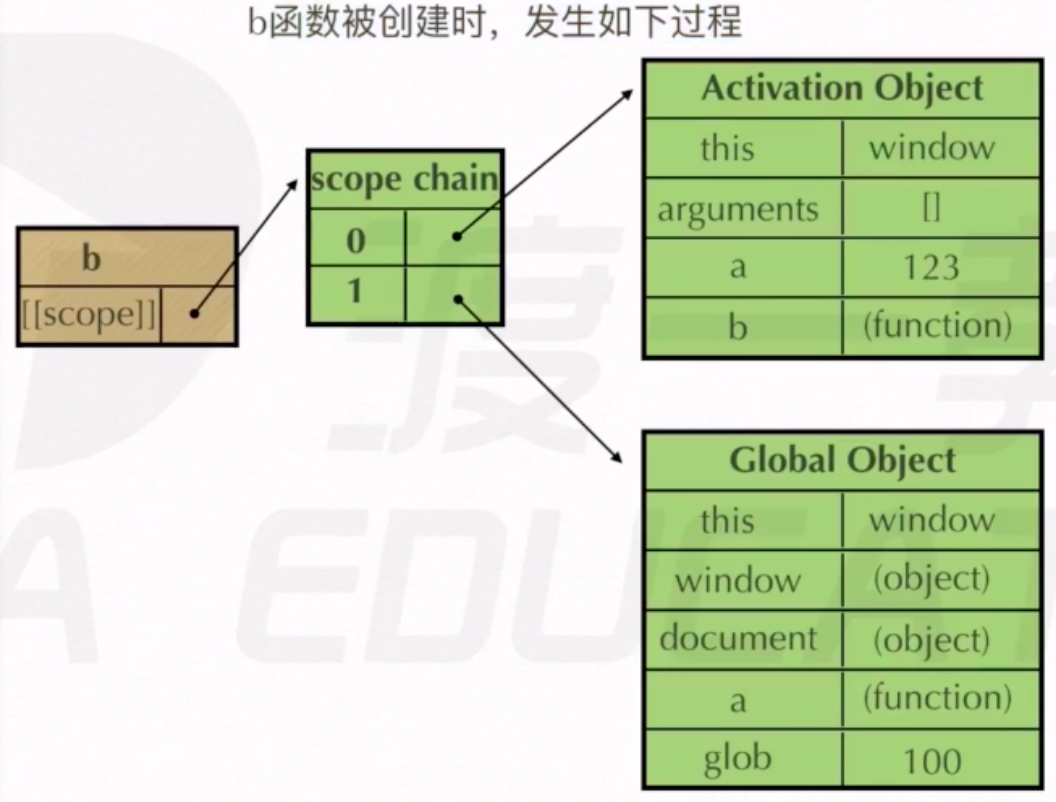 b函数被创建时，发生如下过程
Activation Object
this window
arguments []
a 123
b (function)
scope chain
0
1
b
[[scope]]
Global Object
this window
window (object)
document (object)
a (function)
glob 100
EDUCAT